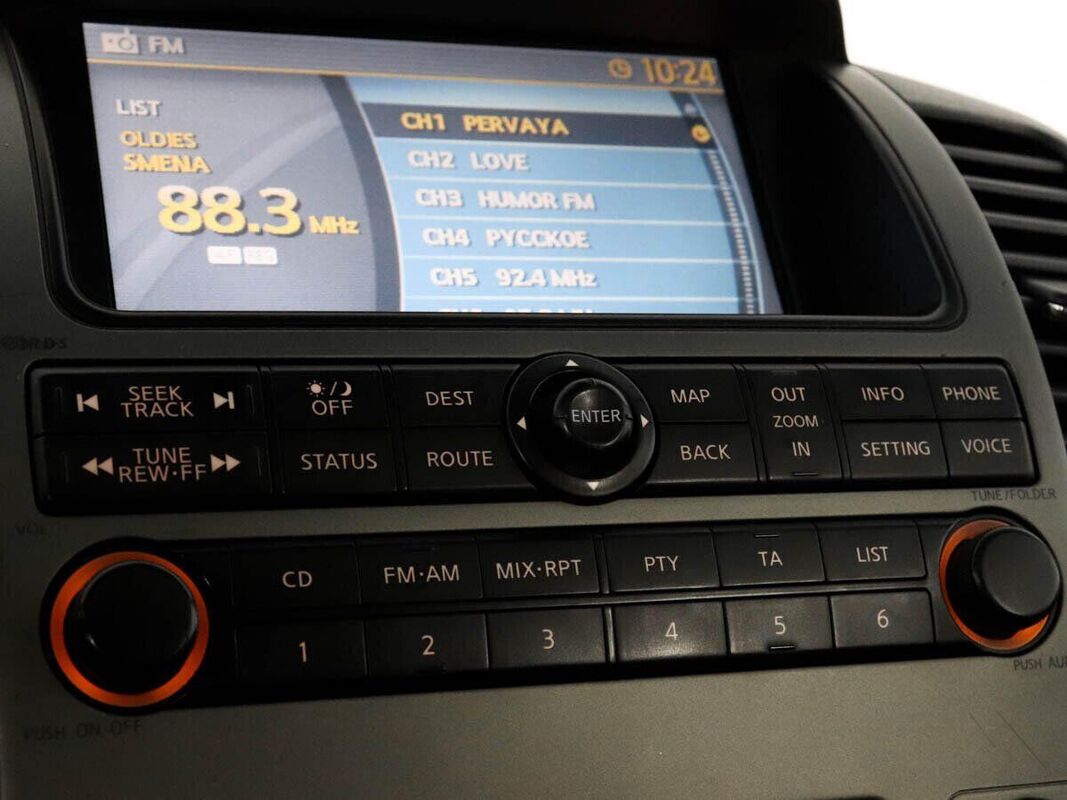 FM
10:24
LIST
OLDIES
SMENA
88.3 MHz
CH1 PERVAYA
CH2 LOVE
CH3 HUMOR FM
CH4 PYCCKOE
CH5 92.4 MHz
R·D·S
SEEK
TRACK
OFF
DEST
ENTER
MAP
OUT
ZOOM
IN
INFO
PHONE
TUNE
REW·FF
STATUS
ROUTE
BACK
SETTING
VOICE
VOL
TUNE/FOLDER
CD
FM·AM
MIX·RPT
PTY
TA
LIST
1
2
3
4
5
6
PUSH ON·OFF
PUSH